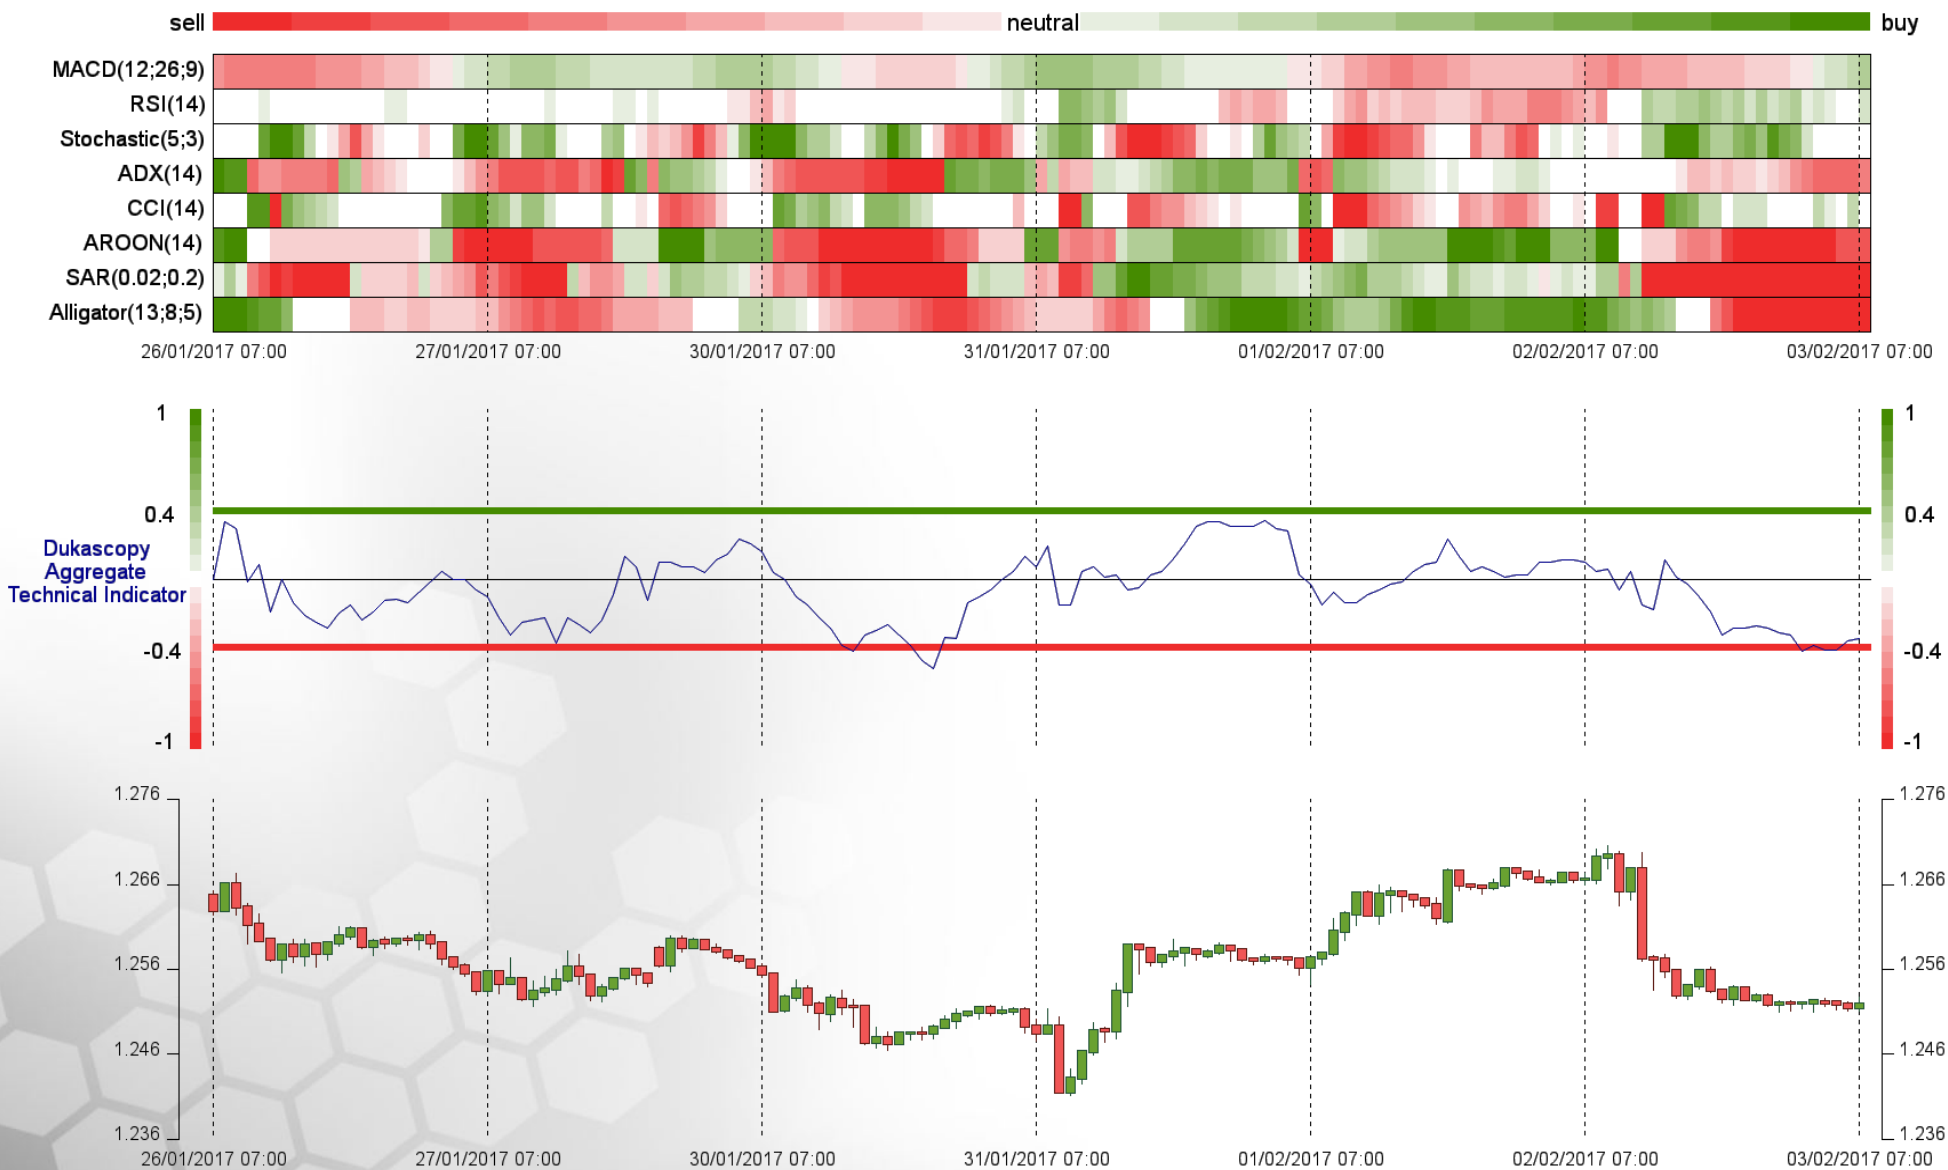 sell neutral buy
MACD(12;26;9)
RSI(14)
Stochastic(5;3)
ADX(14)
CCI(14)
AROON(14)
SAR(0.02;0.2)
Alligator(13;8;5)
26/01/2017 07:00 27/01/2017 07:00 30/01/2017 07:00 31/01/2017 07:00 01/02/2017 07:00 02/02/2017 07:00 03/02/2017 07:00
1 1
0.4 0.4
Dukascopy
Aggregate
Technical Indicator
-0.4 -0.4
-1 -1
1.276 1.276
1.266 1.266
1.256 1.256
1.246 1.246
1.236 1.236
26/01/2017 07:00 27/01/2017 07:00 30/01/2017 07:00 31/01/2017 07:00 01/02/2017 07:00 02/02/2017 07:00 03/02/2017 07:00